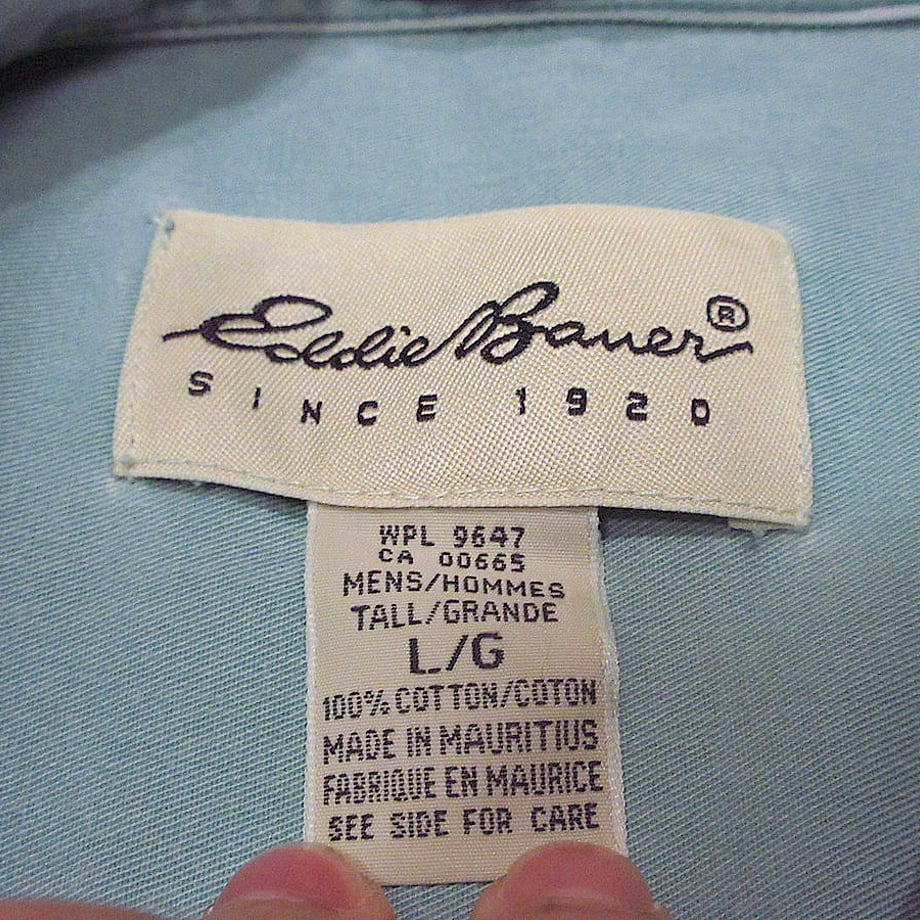 Eddie Bauer®
SINCE 1920
WPL 9647
CA 00665
MENS/HOMMES
TALL/GRANDE
L/G
100% COTTON/COTON
MADE IN MAURITIUS
FABRIQUE EN MAURICE
SEE SIDE FOR CARE